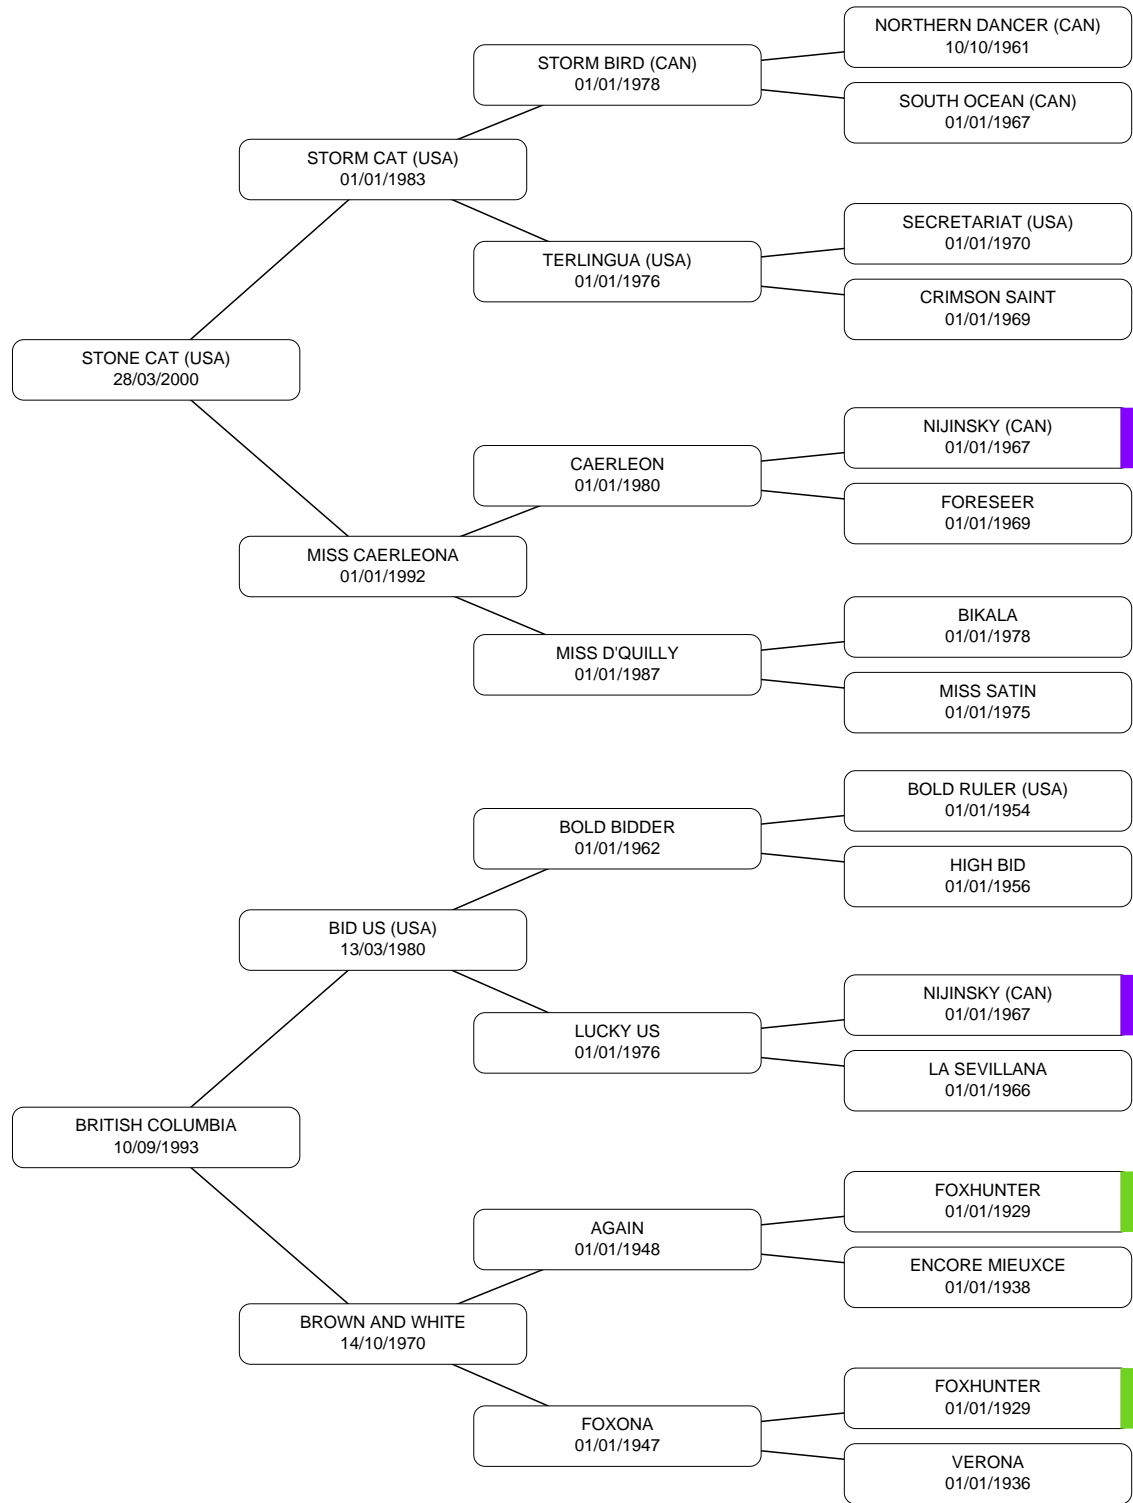 NORTHERN DANCER (CAN)
10/10/1961
STORM BIRD (CAN)
01/01/1978
SOUTH OCEAN (CAN)
01/01/1967
STORM CAT (USA)
01/01/1983
SECRETARIAT (USA)
01/01/1970
TERLINGUA (USA)
01/01/1976
CRIMSON SAINT
01/01/1969
STONE CAT (USA)
28/03/2000
NIJINSKY (CAN)
01/01/1967
CAERLEON
01/01/1980
FORESEER
01/01/1969
MISS CAERLEONA
01/01/1992
BIKALA
01/01/1978
MISS D'QUILLY
01/01/1987
MISS SATIN
01/01/1975
BOLD RULER (USA)
01/01/1954
BOLD BIDDER
01/01/1962
HIGH BID
01/01/1956
BID US (USA)
13/03/1980
NIJINSKY (CAN)
01/01/1967
LUCKY US
01/01/1976
LA SEVILLANA
01/01/1966
BRITISH COLUMBIA
10/09/1993
FOXHUNTER
01/01/1929
AGAIN
01/01/1948
ENCORE MIEUXCE
01/01/1938
BROWN AND WHITE
14/10/1970
FOXHUNTER
01/01/1929
FOXONA
01/01/1947
VERONA
01/01/1936